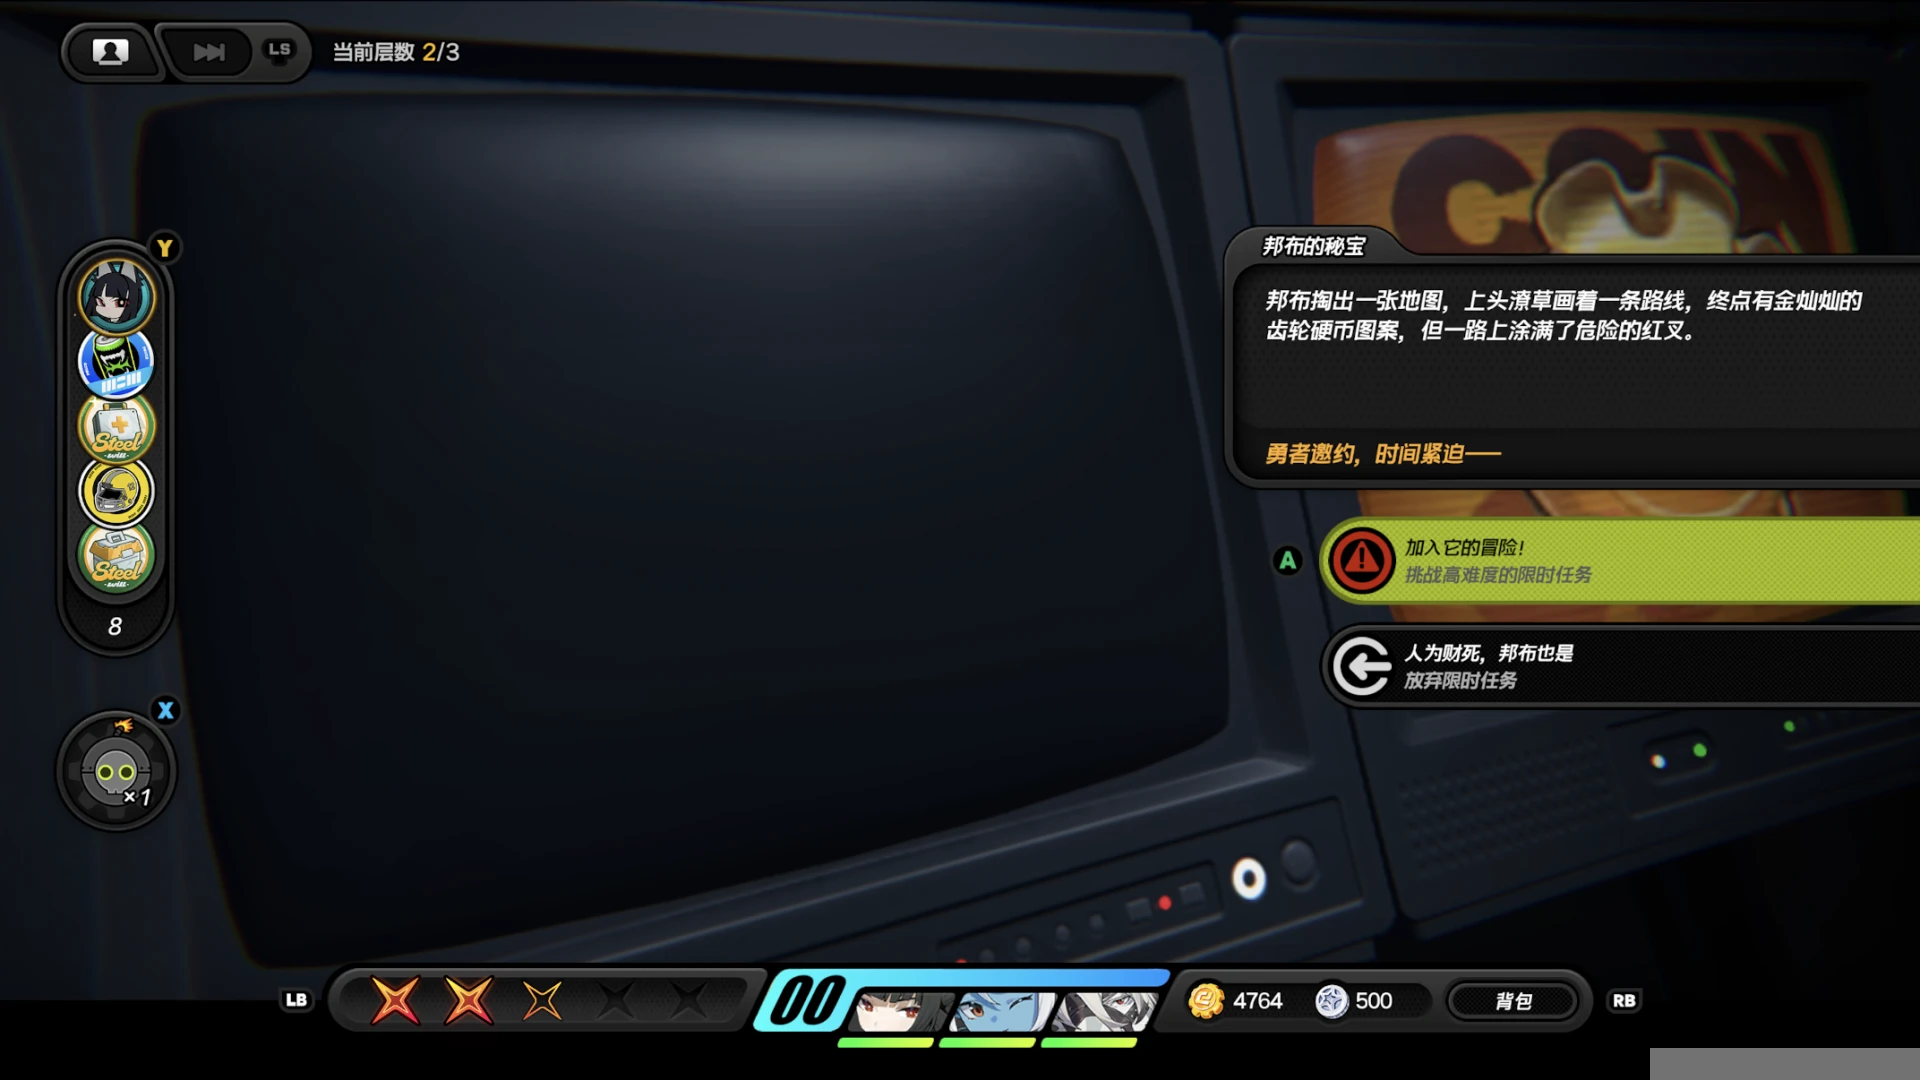 LS
当前层数 2/3
Y
Steel
Steel
8
X
×1
邦布的秘宝
邦布掏出一张地图，上头潦草画着一条路线，终点有金灿灿的
齿轮硬币图案，但一路上涂满了危险的红叉。
勇者邀约，时间紧迫——
A
加入它的冒险！
挑战高难度的限时任务
人为财死，邦布也是
放弃限时任务
LB
00
4764
500
背包
RB